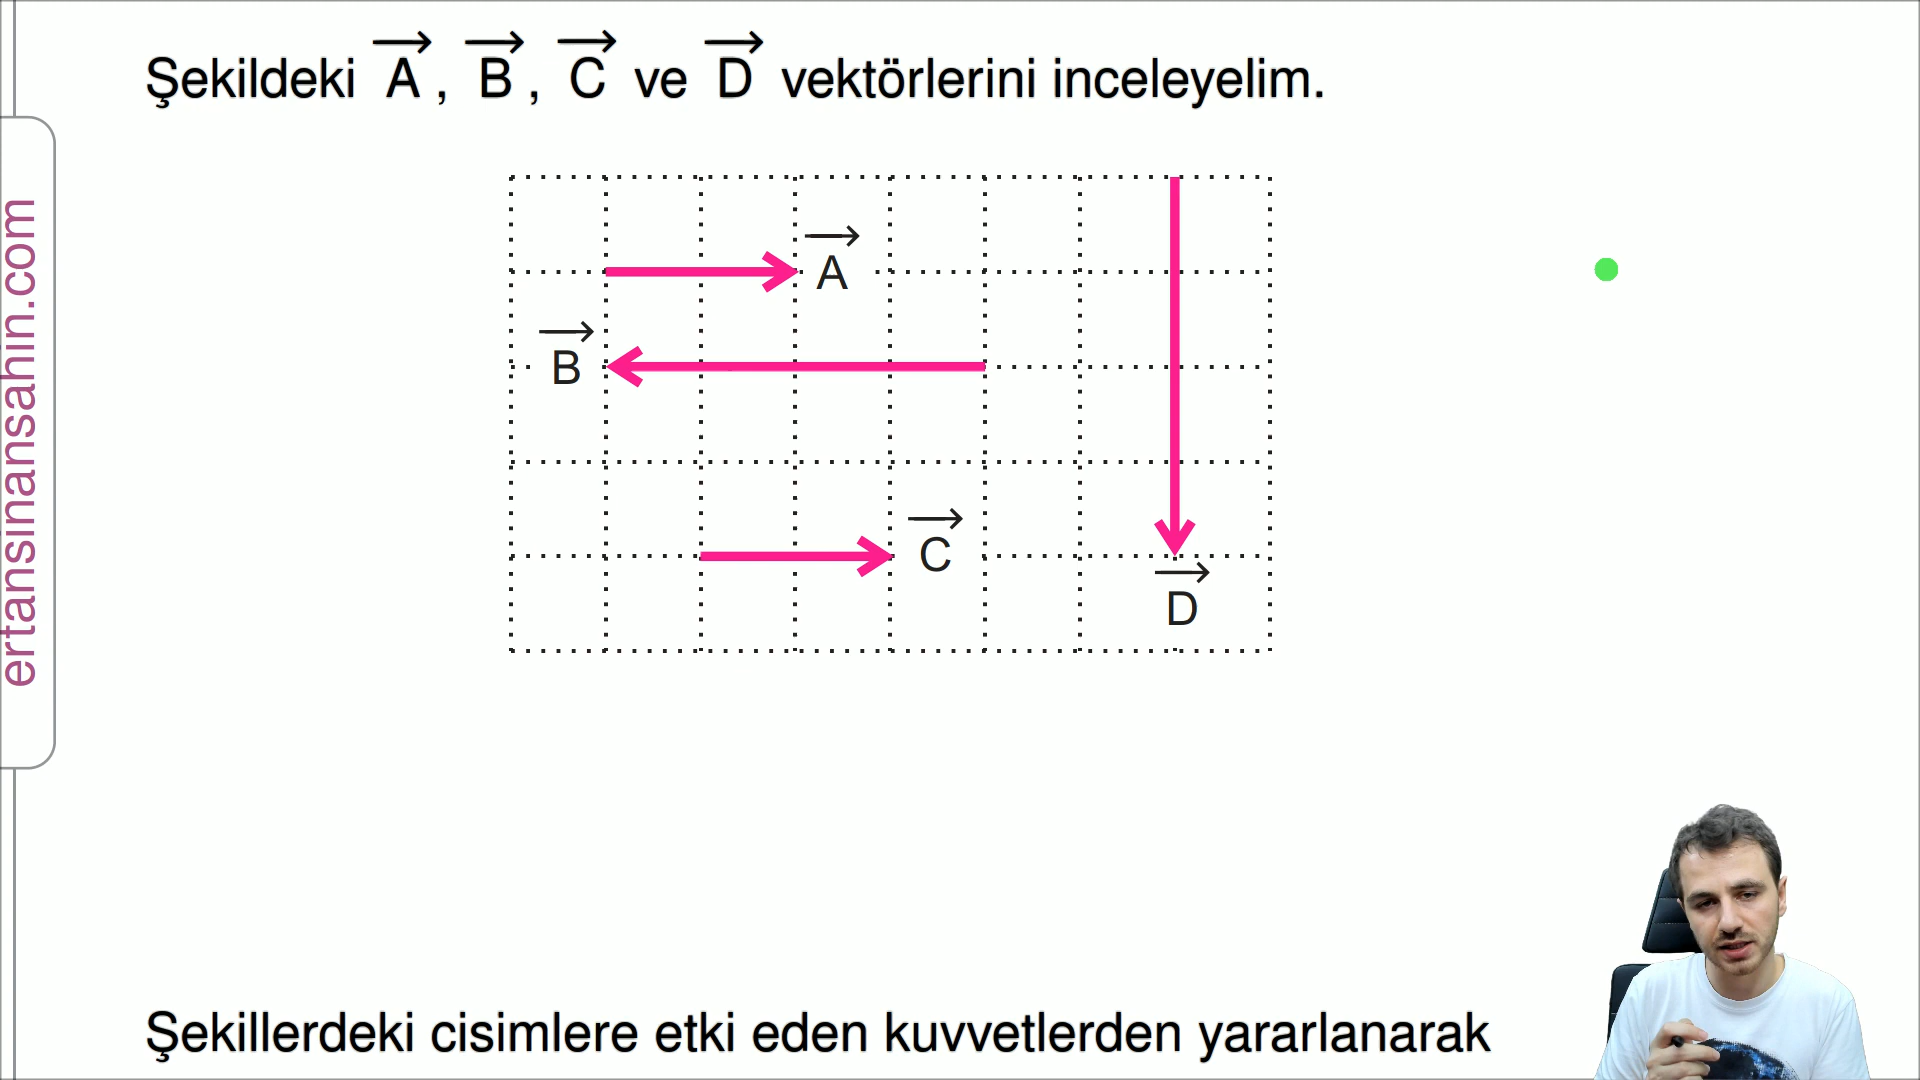 Şekildeki A, B, C ve D vektörlerini inceleyelim.
A
B
C
D
Şekillerdeki cisimlere etki eden kuvvetlerden yararlanarak
ertansinansahin.com